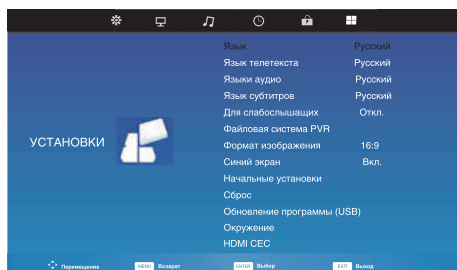 Язык Русский
Язык телетекста Русский
Языки аудио Русский
Язык субтитров Русский
Для слабослышащих Откл.
Файловая система PVR
УСТАНОВКИ
Формат изображения 16:9
Синий экран Вкл.
Начальные установки
Сброс
Обновление программы (USB)
Окружение
HDMI CEC
Перемещение MENU Возврат ENTER Выбор EXIT Выход